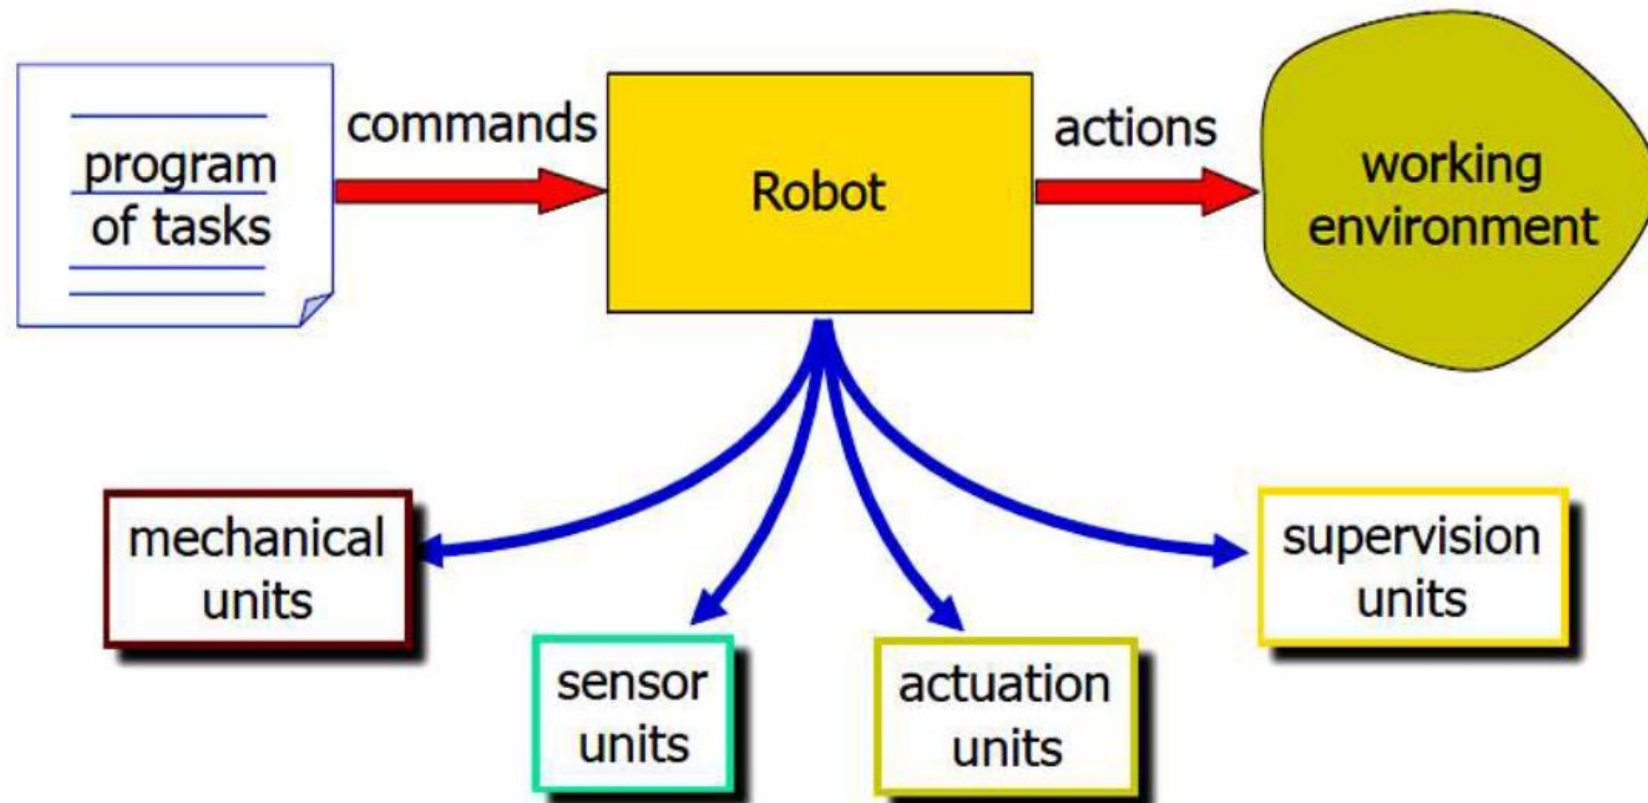 program
of tasks
commands
Robot
actions
working
environment
mechanical
units
sensor
units
actuation
units
supervision
units